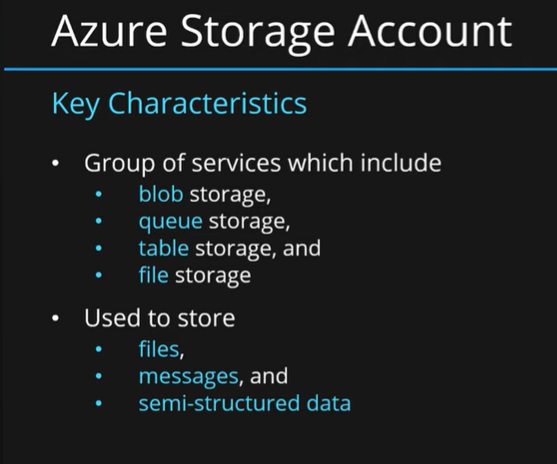 Azure Storage Account
Key Characteristics
• Group of services which include
• blob storage,
• queue storage,
• table storage, and
• file storage
• Used to store
• files,
• messages, and
• semi-structured data